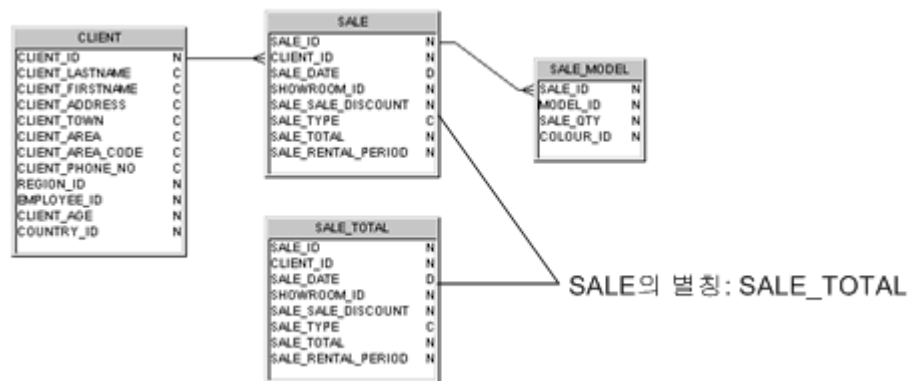 CLIENT
CLIENT_ID N
CLIENT_LASTNAME C
CLIENT_FIRSTNAME C
CLIENT_ADDRESS C
CLIENT_TOWN C
CLIENT_AREA C
CLIENT_AREA_CODE C
CLIENT_PHONE_NO C
REGION_ID N
EMPLOYEE_ID N
CLIENT_AGE N
COUNTRY_ID N
SALE
SALE_ID N
CLIENT_ID N
SALE_DATE D
SHOWROOM_ID N
SALE_SALE_DISCOUNT N
SALE_TYPE C
SALE_TOTAL N
SALE_RENTAL_PERIOD N
SALE_MODEL
SALE_ID N
MODEL_ID N
SALE_QTY N
COLOUR_ID N
SALE_TOTAL
SALE_ID N
CLIENT_ID N
SALE_DATE D
SHOWROOM_ID N
SALE_SALE_DISCOUNT N
SALE_TYPE C
SALE_TOTAL N
SALE_RENTAL_PERIOD N
SALE의 별칭: SALE_TOTAL